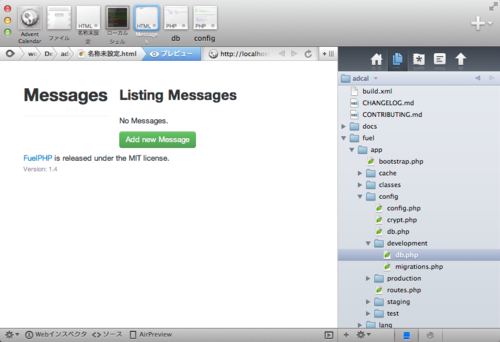 Advent
Calendar
ファイル
HTML
名称未設
定
ローカル
シェル
HTML
Messages
PHP
db
PHP
config
wo
D
ad
名称未設定.html
プレビュー
http://localhos
Messages
Listing Messages
No Messages.
Add new Message
FuelPHP is released under the MIT license.
Version: 1.4
adcal
build.xml
CHANGELOG.md
CONTRIBUTING.md
docs
fuel
app
bootstrap.php
cache
classes
config
config.php
crypt.php
db.php
development
db.php
migrations.php
production
routes.php
staging
test
lang
Webインスペクタ
ソース
AirPreview